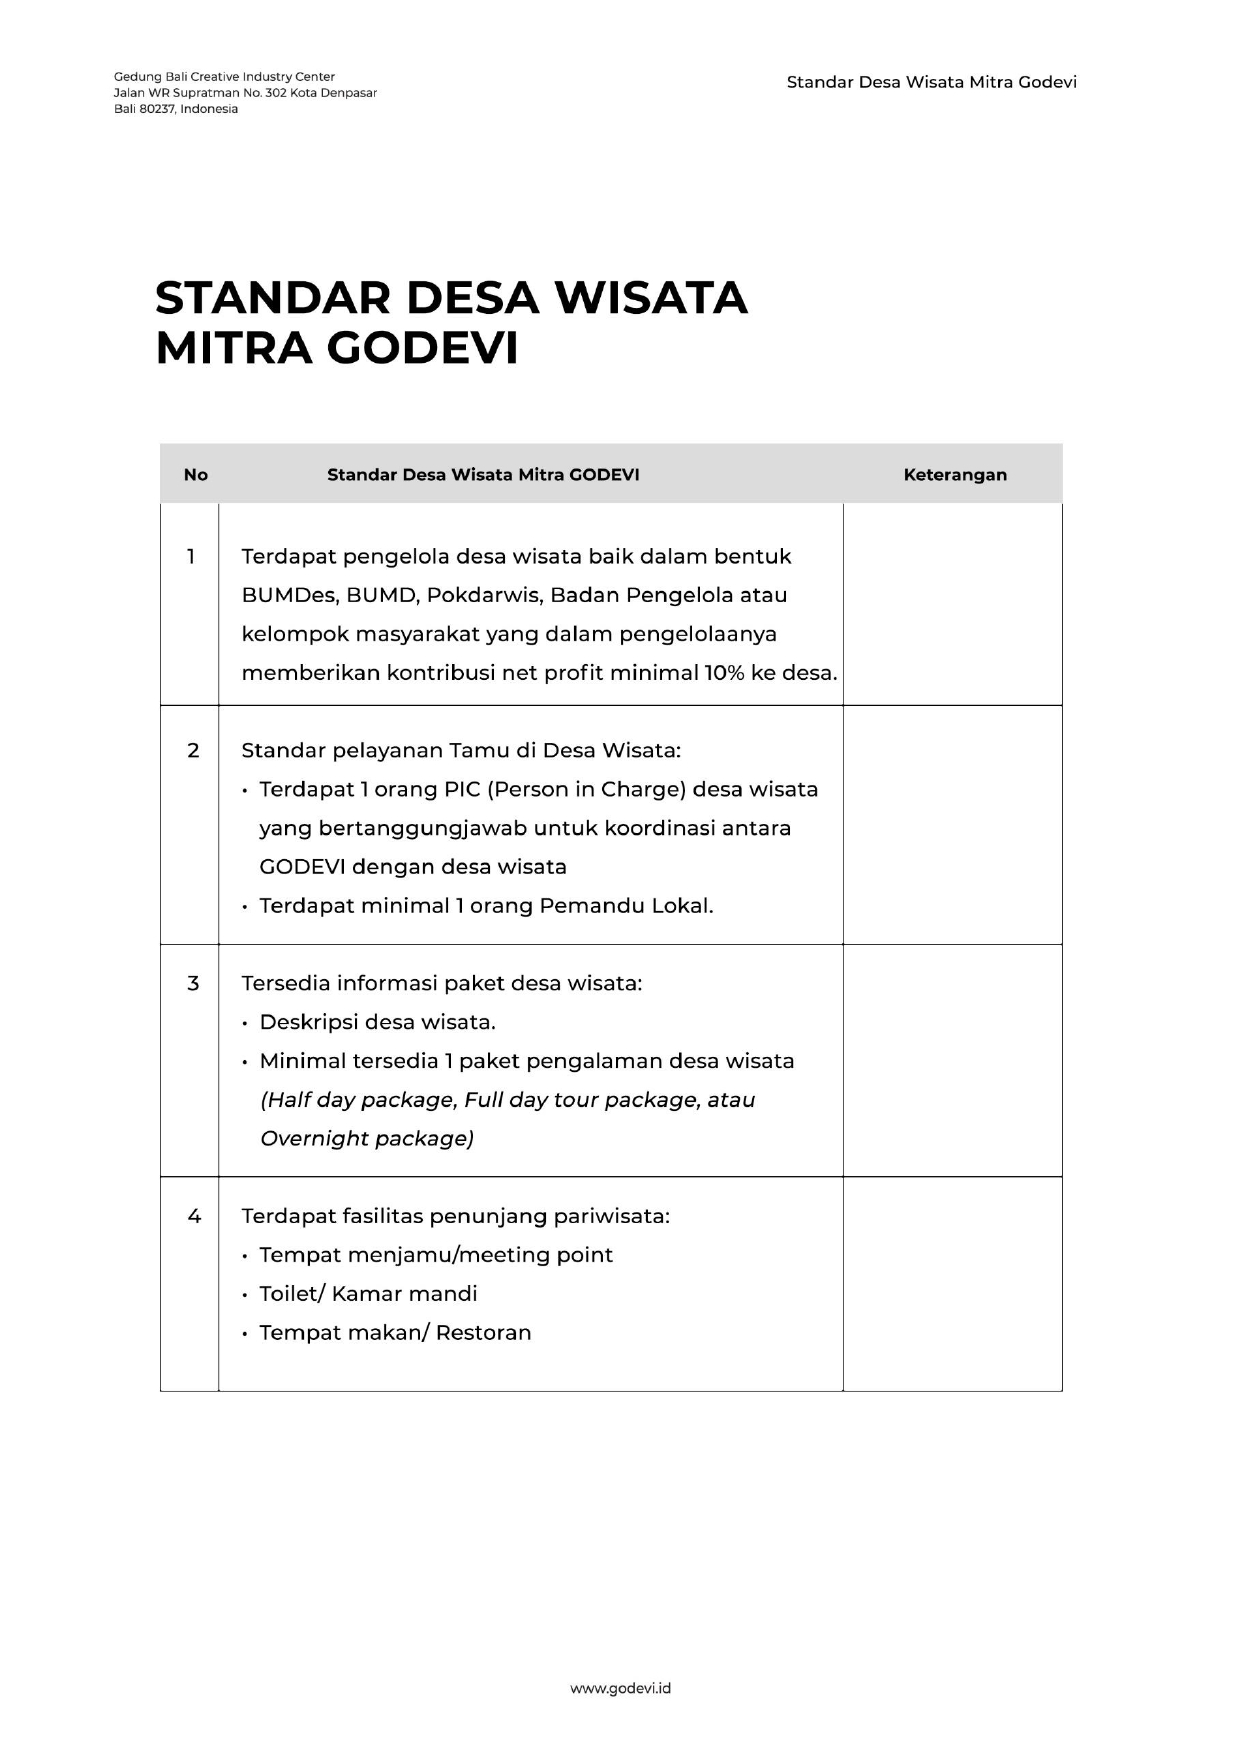 Gedung Bali Creative Industry Center
Jalan WR Supratman No. 302 Kota Denpasar
Bali 80237, Indonesia
Standar Desa Wisata Mitra Godevi
STANDAR DESA WISATA
MITRA GODEVI
No Standar Desa Wisata Mitra GODEVI Keterangan
1 Terdapat pengelola desa wisata baik dalam bentuk
BUMDes, BUMD, Pokdarwis, Badan Pengelola atau
kelompok masyarakat yang dalam pengelolaanya
memberikan kontribusi net profit minimal 10% ke desa.
2 Standar pelayanan Tamu di Desa Wisata:
• Terdapat 1 orang PIC (Person in Charge) desa wisata
yang bertanggungjawab untuk koordinasi antara
GODEVI dengan desa wisata
• Terdapat minimal 1 orang Pemandu Lokal.
3 Tersedia informasi paket desa wisata:
• Deskripsi desa wisata.
• Minimal tersedia 1 paket pengalaman desa wisata
(Half day package, Full day tour package, atau
Overnight package)
4 Terdapat fasilitas penunjang pariwisata:
• Tempat menjamu/meeting point
• Toilet/ Kamar mandi
• Tempat makan/ Restoran
www.godevi.id